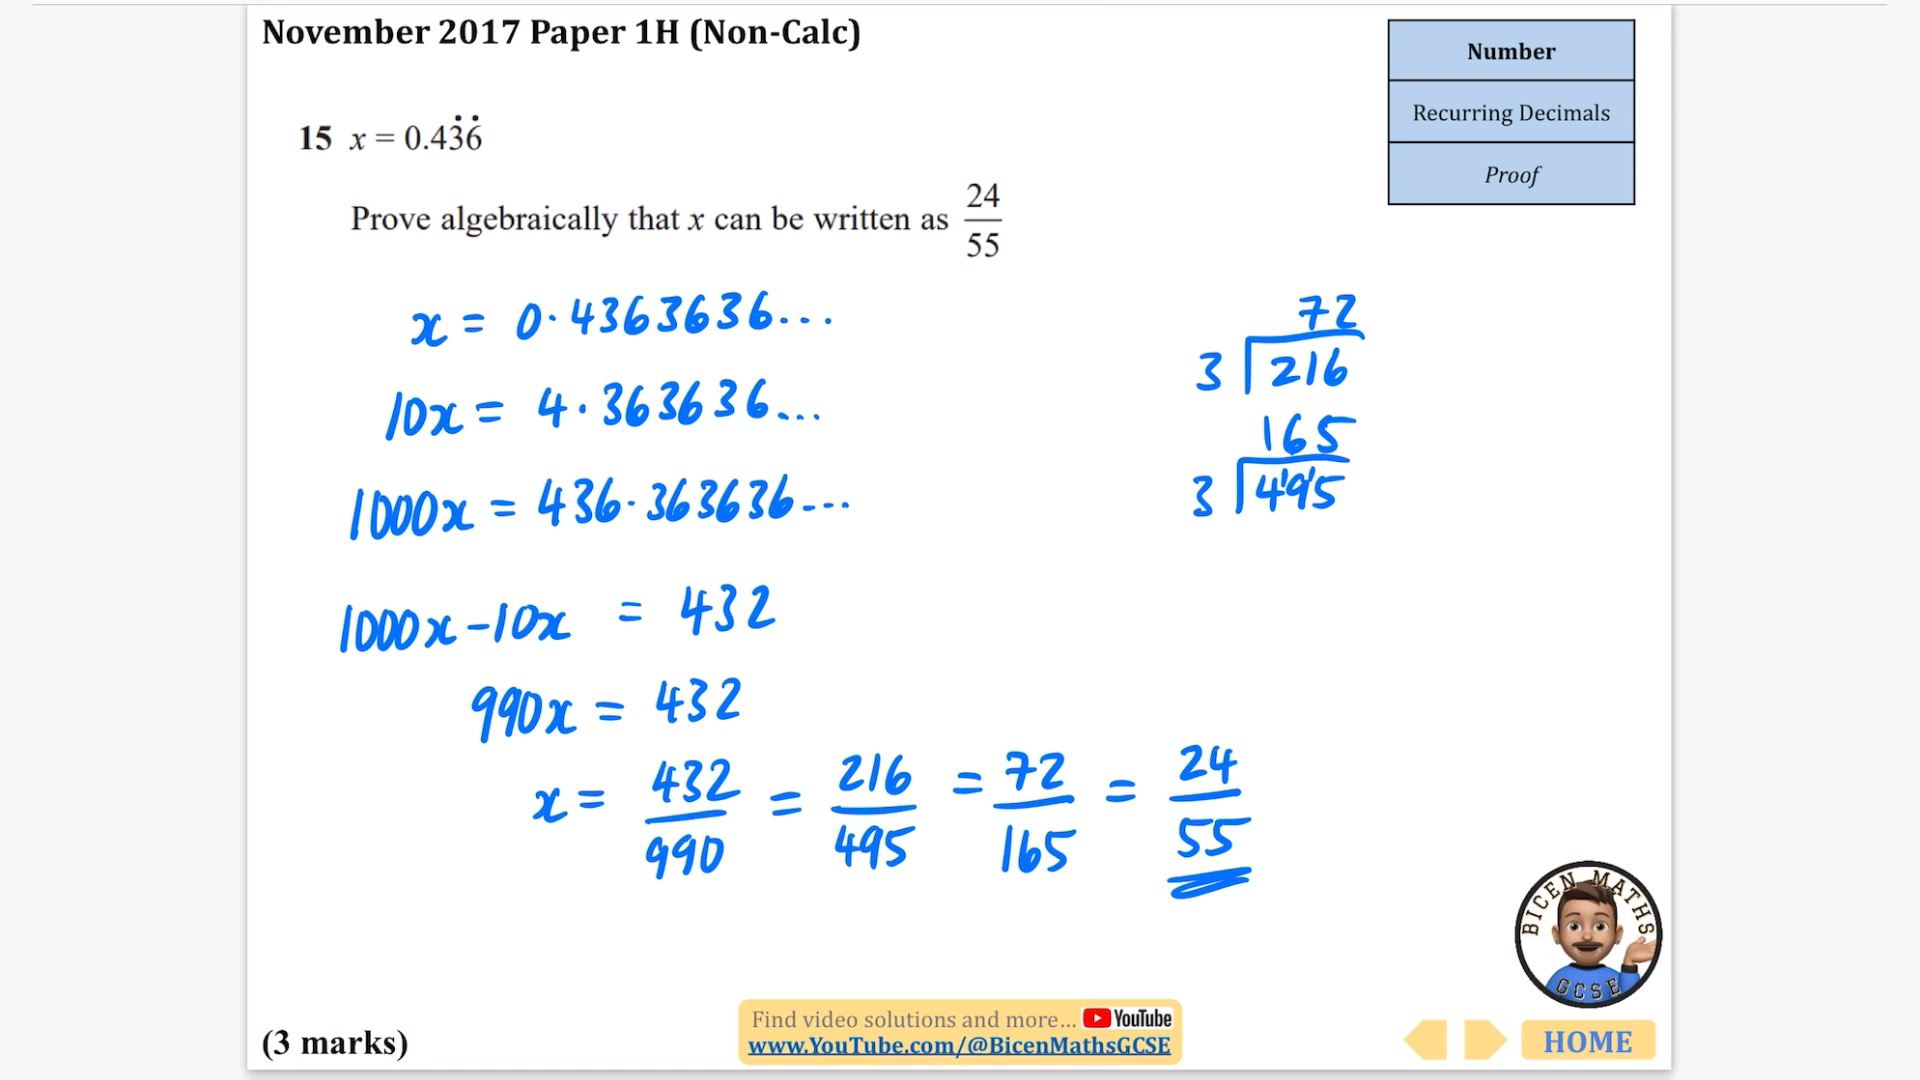 November 2017 Paper 1H (Non-Calc)
Number
Recurring Decimals
Proof
15 x = 0.43̇6̇
Prove algebraically that x can be written as 24/55
x = 0.4363636...
10x = 4.363636...
1000x = 436.363636...
1000x - 10x = 432
990x = 432
x = 432/990 = 216/495 = 72/165 = 24/55
72
3 216
165
3 4¹9¹5
BICEN MATHS
GCSE
(3 marks)
Find video solutions and more... YouTube
www.YouTube.com/@BicenMathsGCSE
HOME